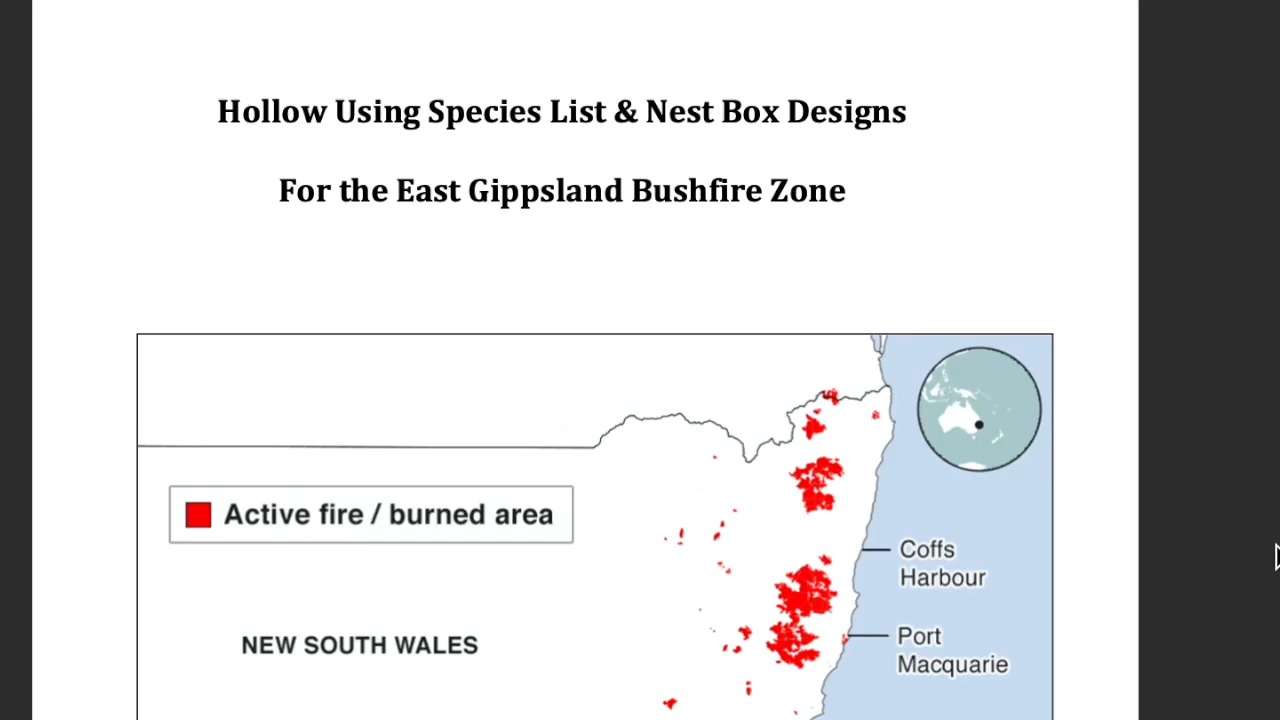 Hollow Using Species List & Nest Box Designs
For the East Gippsland Bushfire Zone
Active fire / burned area
Coffs
Harbour
NEW SOUTH WALES
Port
Macquarie